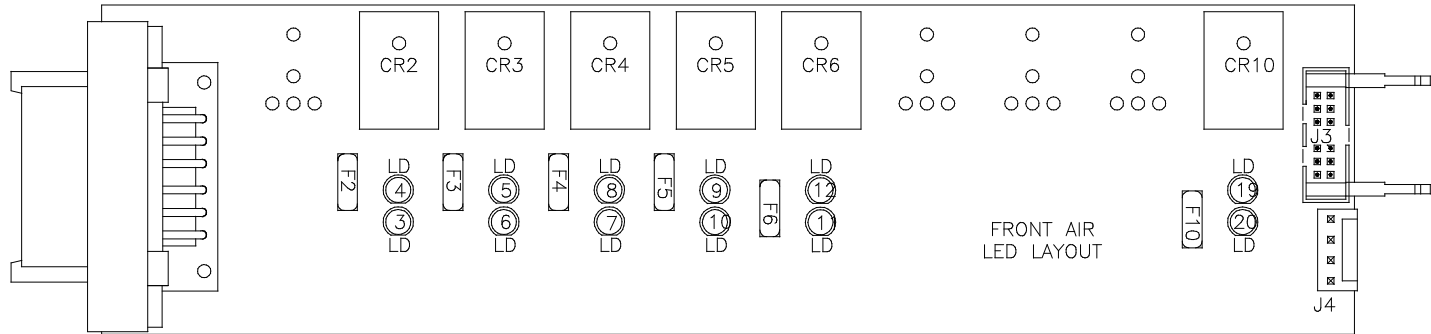 CR2 CR3 CR4 CR5 CR6 CR10
J3
LD LD LD LD LD LD
F2 F3 F4 F5 F6 F10
4 5 8 9 12 19
3 6 7 10 11 20
LD LD LD LD LD LD
FRONT AIR
LED LAYOUT
J4